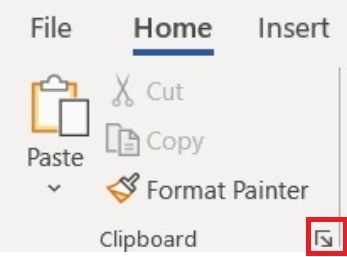 File Home Insert
Cut
Copy
Paste
Format Painter
Clipboard